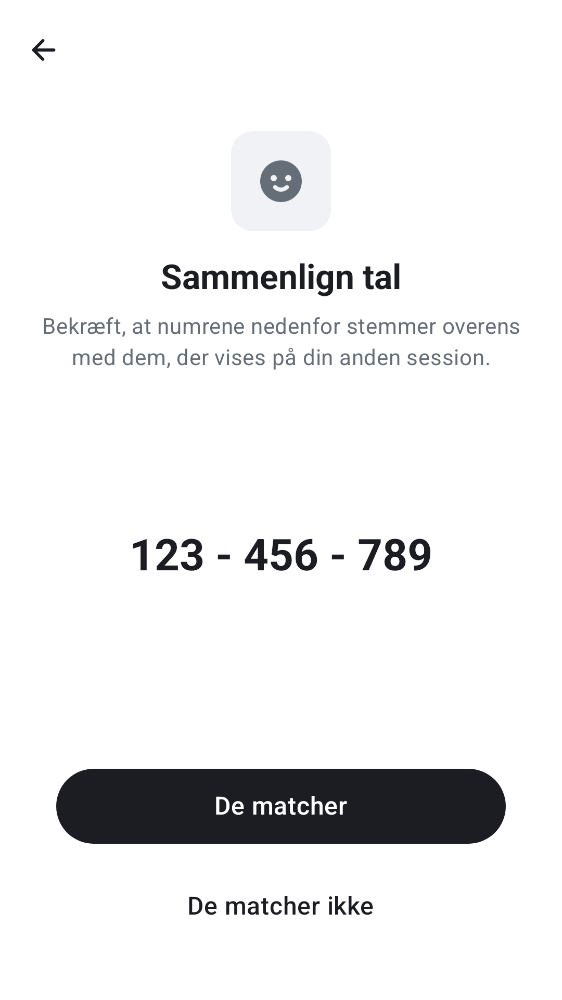 Sammenlign tal
Bekræft, at numrene nedenfor stemmer overens
med dem, der vises på din anden session.
123 - 456 - 789
De matcher
De matcher ikke